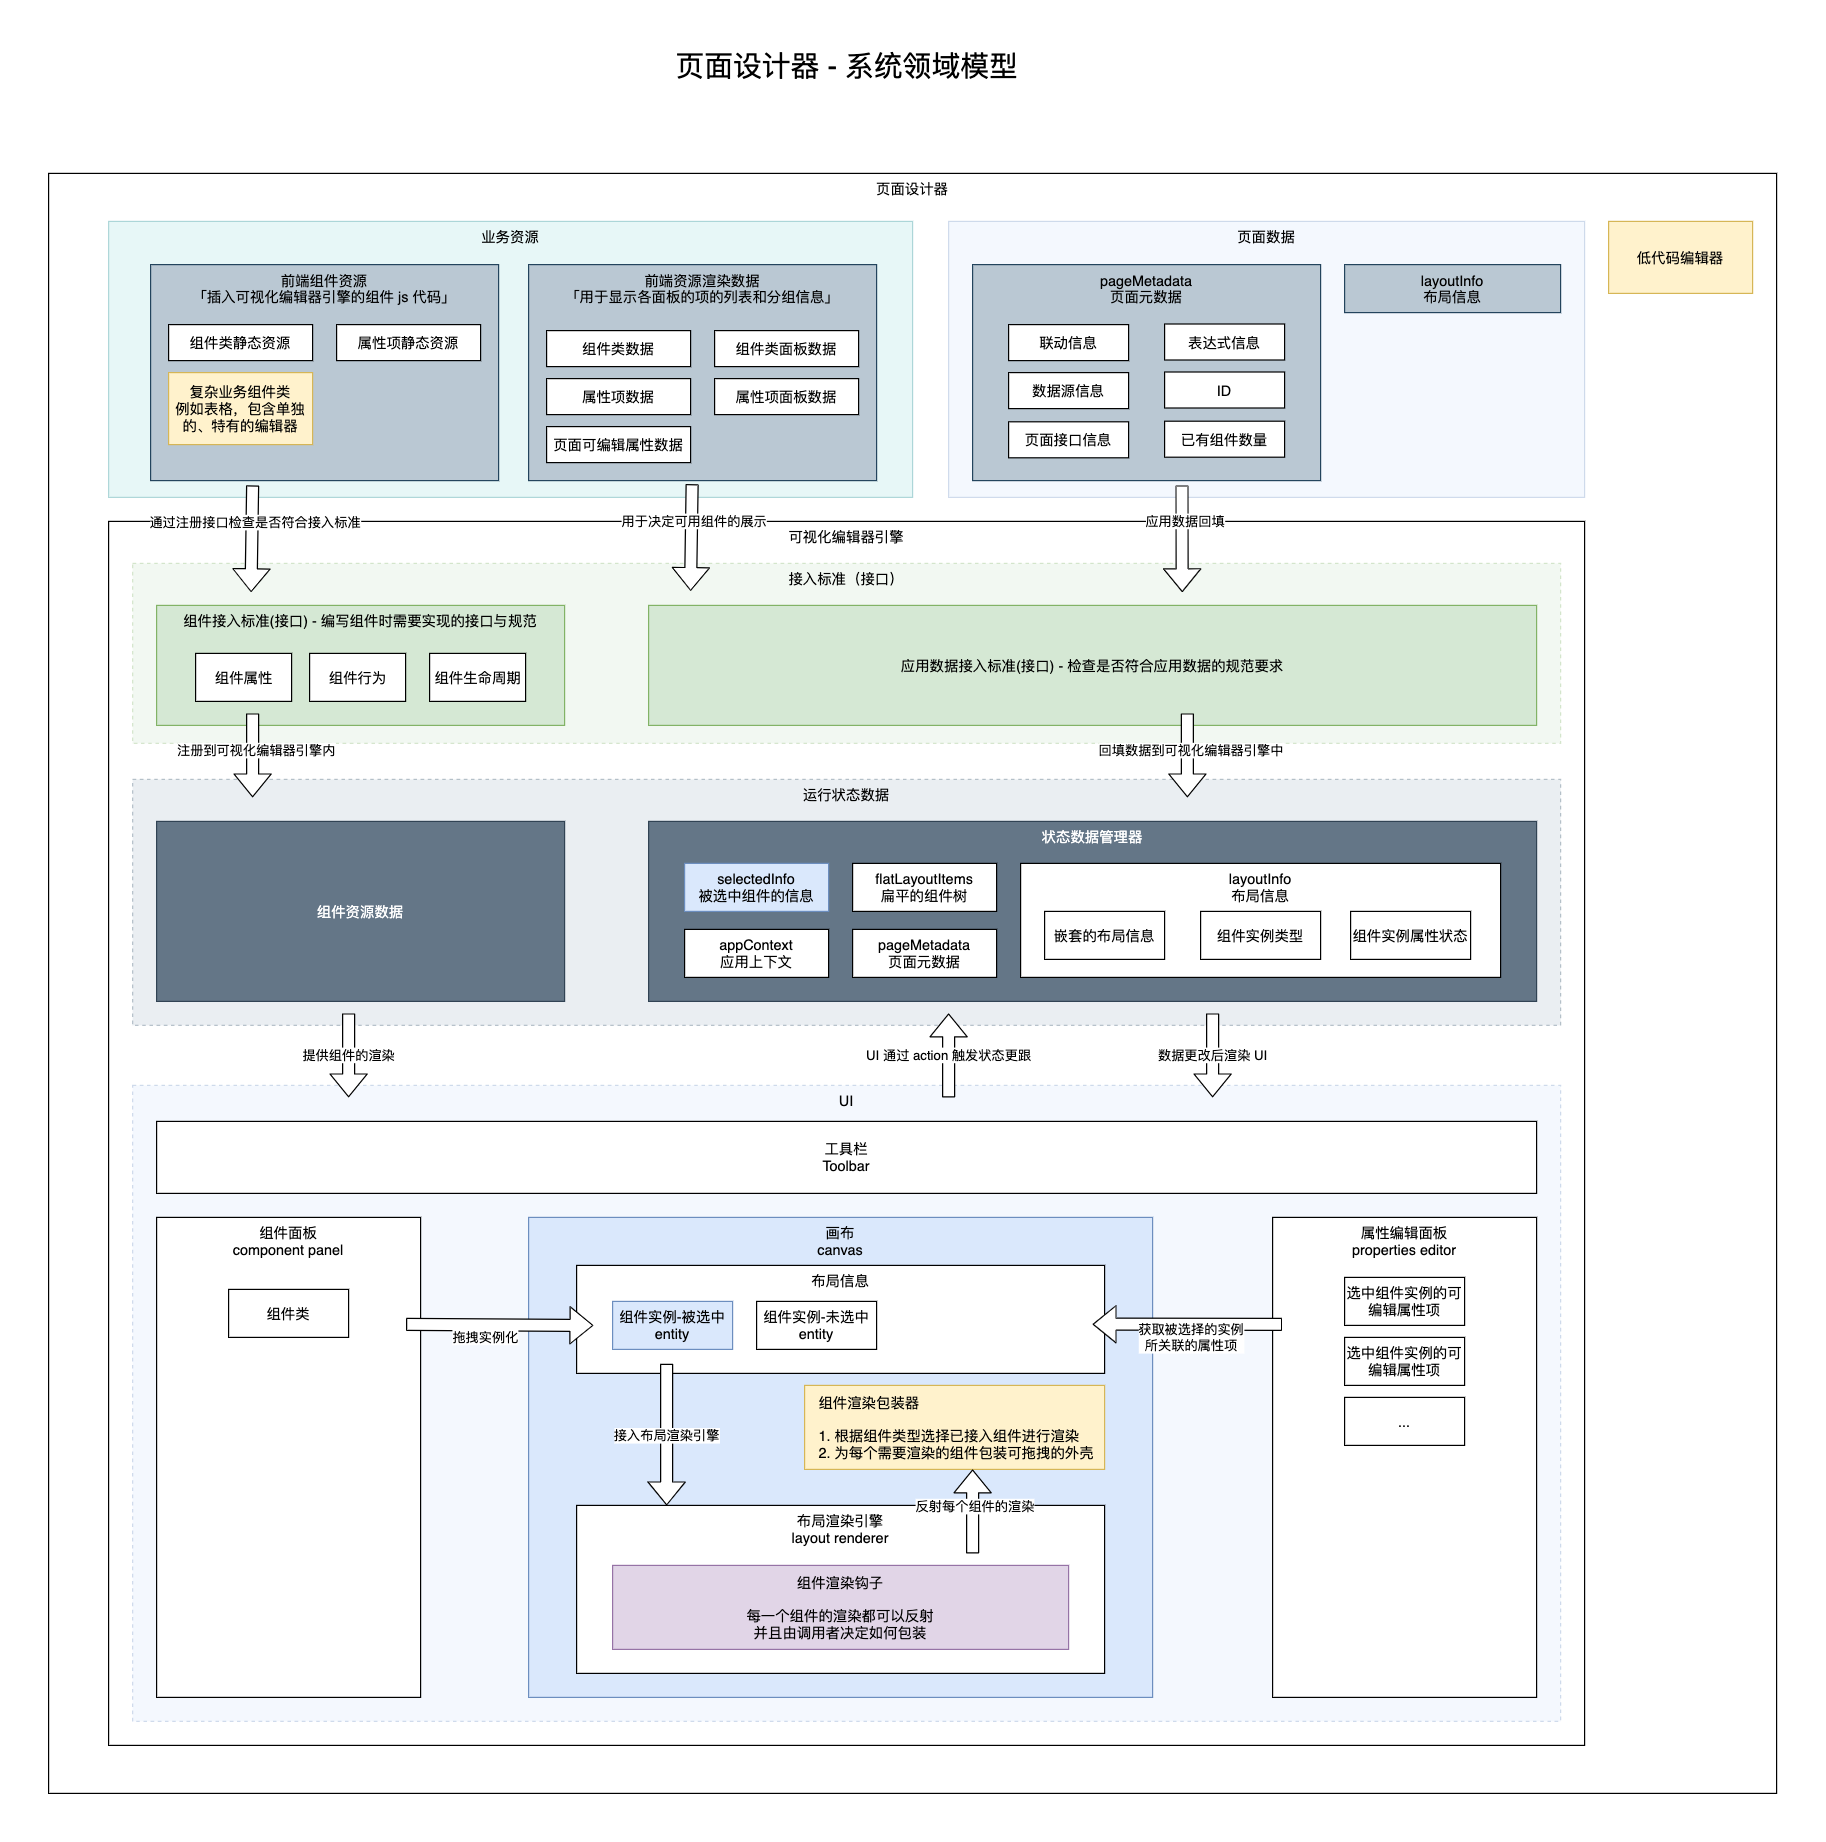 页面设计器 - 系统领域模型
页面设计器
业务资源
前端组件资源
「插入可视化编辑器引擎的组件 js 代码」
组件类静态资源
属性项静态资源
复杂业务组件类
例如表格，包含单独
的、特有的编辑器
前端资源渲染数据
「用于显示各面板的项的列表和分组信息」
组件类数据
组件类面板数据
属性项数据
属性项面板数据
页面可编辑属性数据
页面数据
pageMetadata
页面元数据
联动信息
表达式信息
数据源信息
ID
页面接口信息
已有组件数量
layoutInfo
布局信息
低代码编辑器
通过注册接口检查是否符合接入标准
用于决定可用组件的展示
应用数据回填
可视化编辑器引擎
接入标准（接口）
组件接入标准(接口) - 编写组件时需要实现的接口与规范
组件属性
组件行为
组件生命周期
应用数据接入标准(接口) - 检查是否符合应用数据的规范要求
注册到可视化编辑器引擎内
回填数据到可视化编辑器引擎中
运行状态数据
组件资源数据
状态数据管理器
selectedInfo
被选中组件的信息
flatLayoutItems
扁平的组件树
appContext
应用上下文
pageMetadata
页面元数据
layoutInfo
布局信息
嵌套的布局信息
组件实例类型
组件实例属性状态
提供组件的渲染
UI 通过 action 触发状态更跟
数据更改后渲染 UI
UI
工具栏
Toolbar
组件面板
component panel
组件类
拖拽实例化
画布
canvas
布局信息
组件实例-被选中
entity
组件实例-未选中
entity
接入布局渲染引擎
组件渲染包装器
1. 根据组件类型选择已接入组件进行渲染
2. 为每个需要渲染的组件包装可拖拽的外壳
反射每个组件的渲染
布局渲染引擎
layout renderer
组件渲染钩子
每一个组件的渲染都可以反射
并且由调用者决定如何包装
获取被选择的实例
所关联的属性项
属性编辑面板
properties editor
选中组件实例的可
编辑属性项
选中组件实例的可
编辑属性项
...